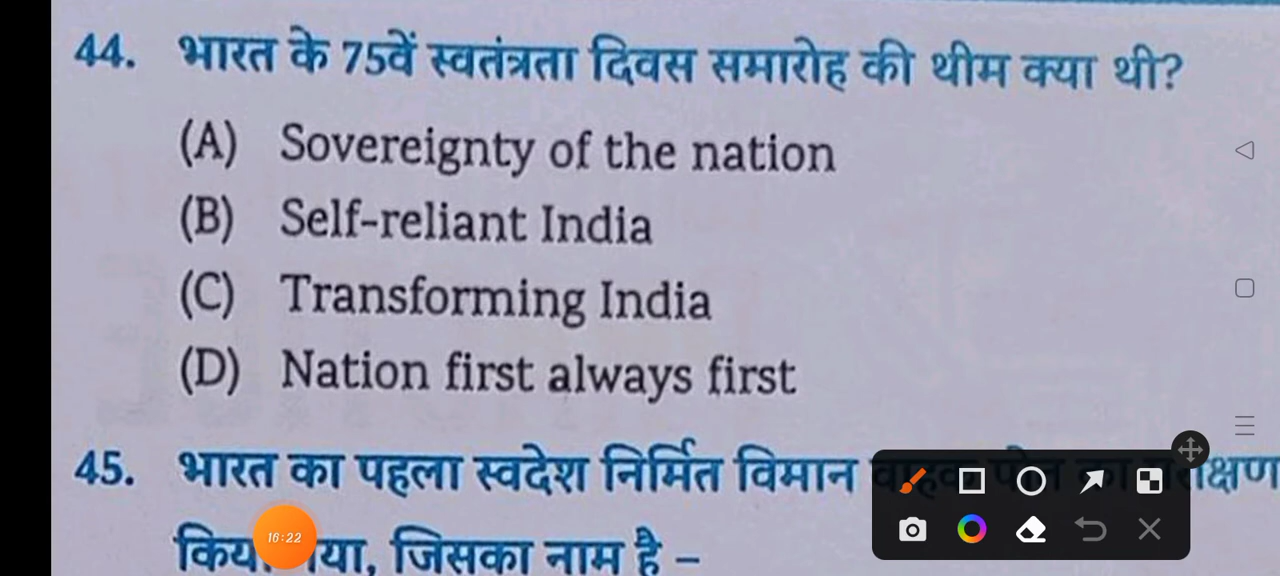 44. भारत के 75वें स्वतंत्रता दिवस समारोह की थीम क्या थी?
(A) Sovereignty of the nation
(B) Self-reliant India
(C) Transforming India
(D) Nation first always first
45. भारत का पहला स्वदेश निर्मित विमान
जिसका नाम है –
16:22